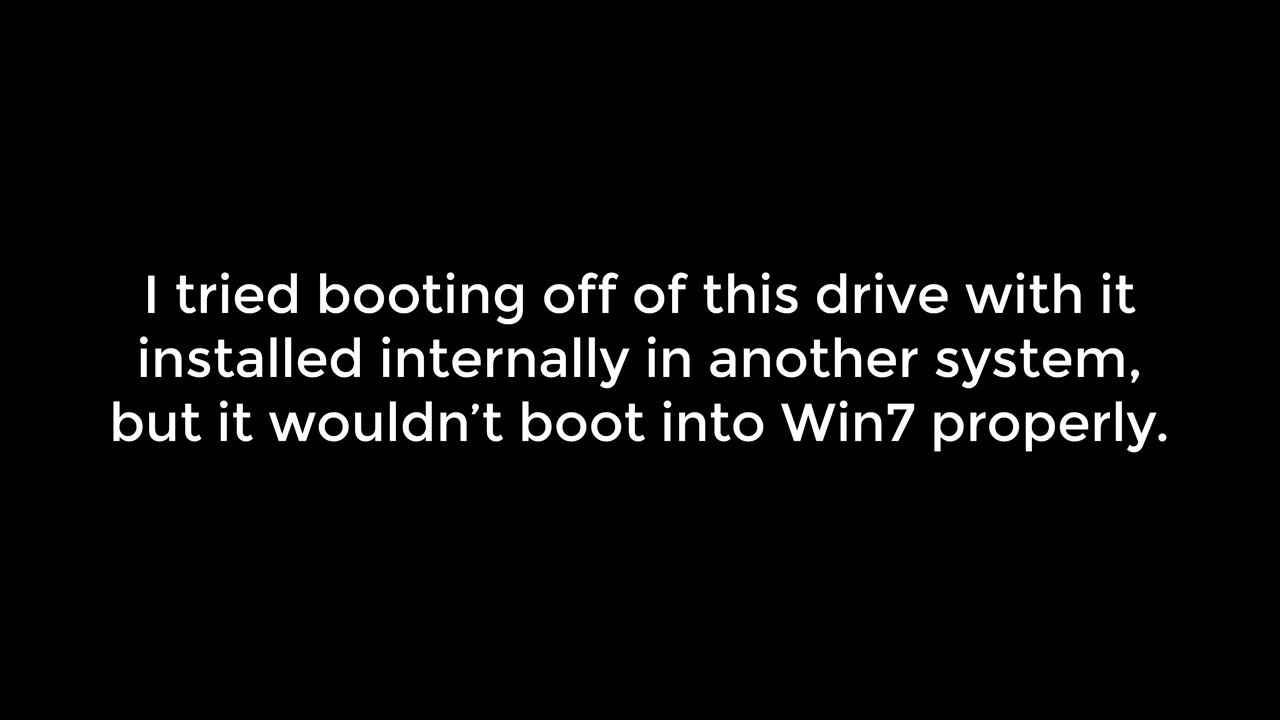 I tried booting off of this drive with it
installed internally in another system,
but it wouldn’t boot into Win7 properly.